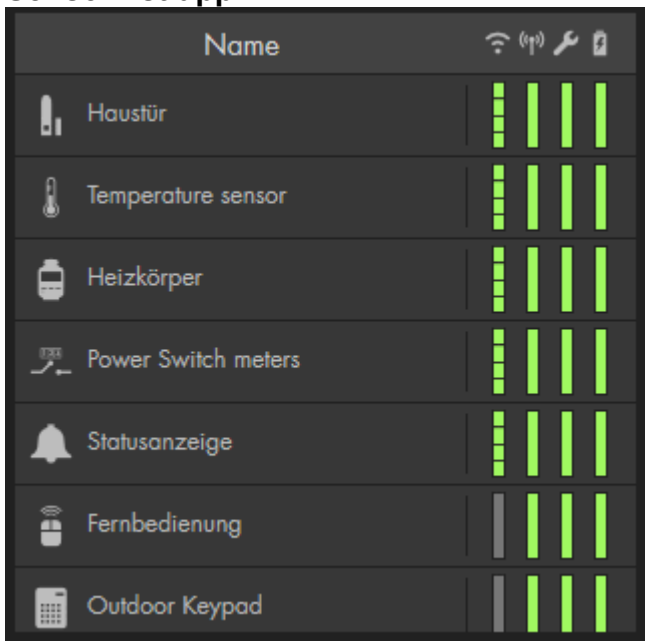 Name
Haustür
Temperature sensor
Heizkörper
Power Switch meters
Statusanzeige
Fernbedienung
Outdoor Keypad